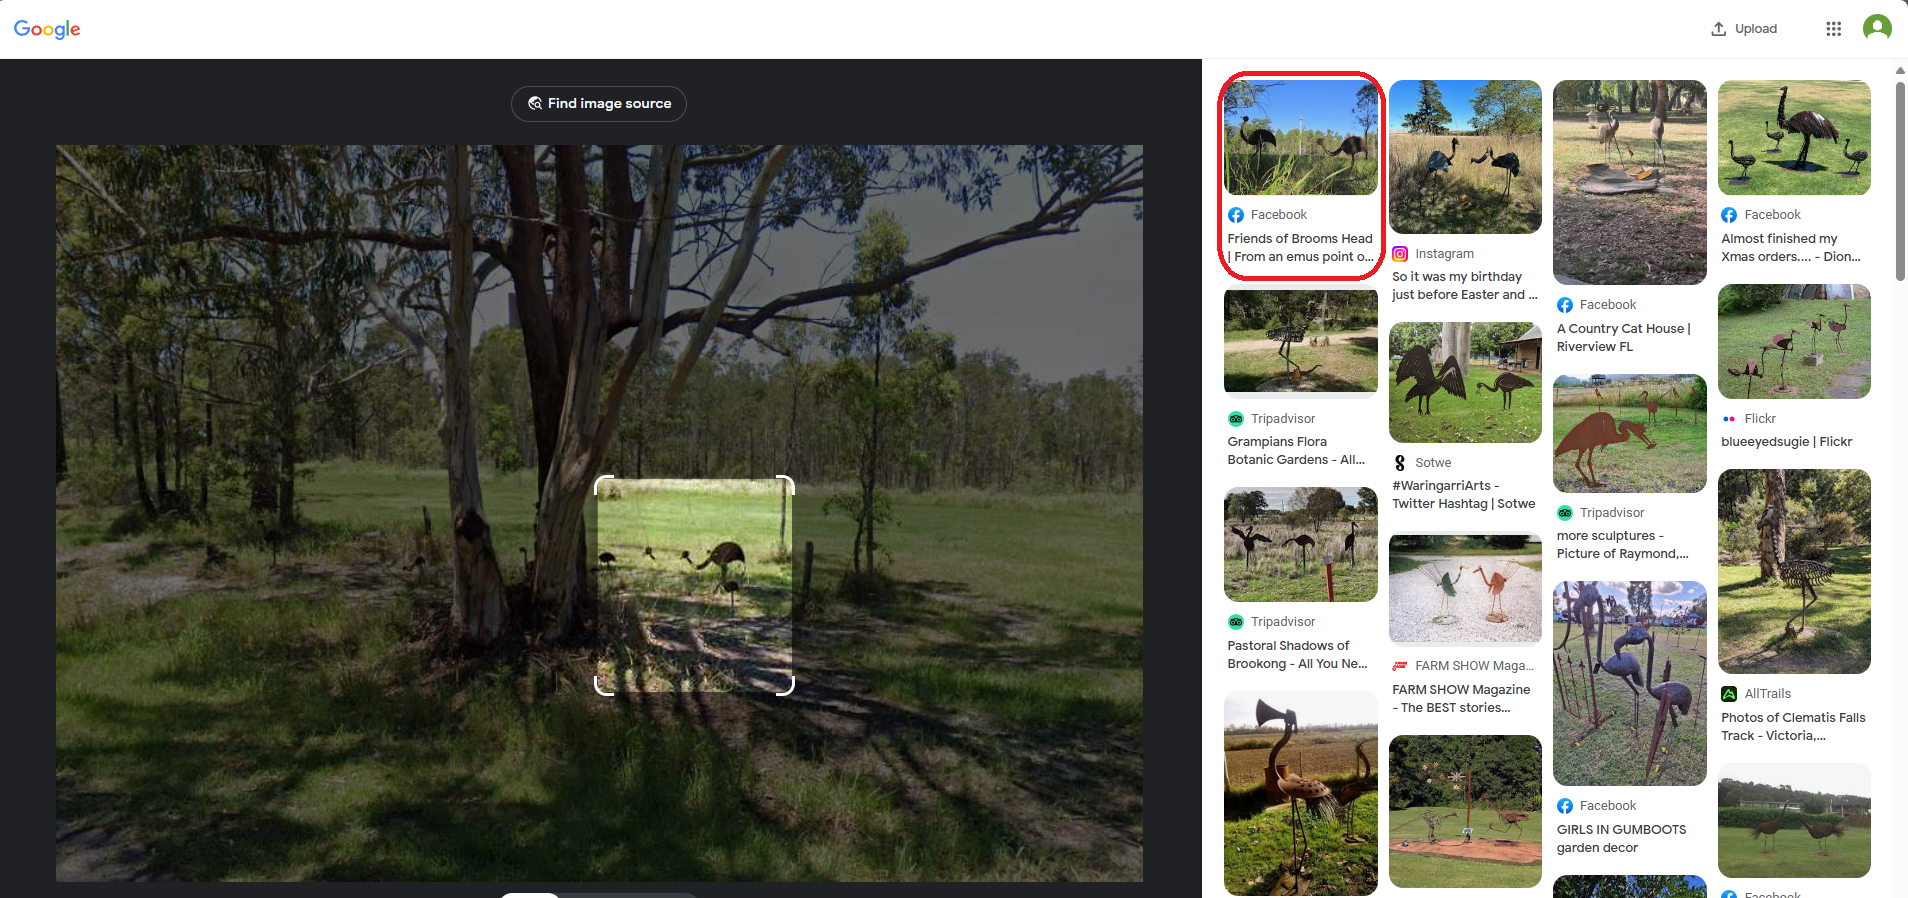 Google
Upload
Find image source
Facebook
Friends of Brooms Head
| From an emus point o...
Tripadvisor
Grampians Flora
Botanic Gardens - All...
Tripadvisor
Pastoral Shadows of
Brookong - All You Ne...
Instagram
So it was my birthday
just before Easter and ...
Sotwe
#WaringarriArts -
Twitter Hashtag | Sotwe
FARM SHOW Maga...
FARM SHOW Magazine
- The BEST stories...
Facebook
A Country Cat House |
Riverview FL
Tripadvisor
more sculptures -
Picture of Raymond,...
Facebook
GIRLS IN GUMBOOTS
garden decor
Facebook
Almost finished my
Xmas orders.... - Dion...
Flickr
blueeyedsugie | Flickr
AllTrails
Photos of Clematis Falls
Track - Victoria,...
Facebook